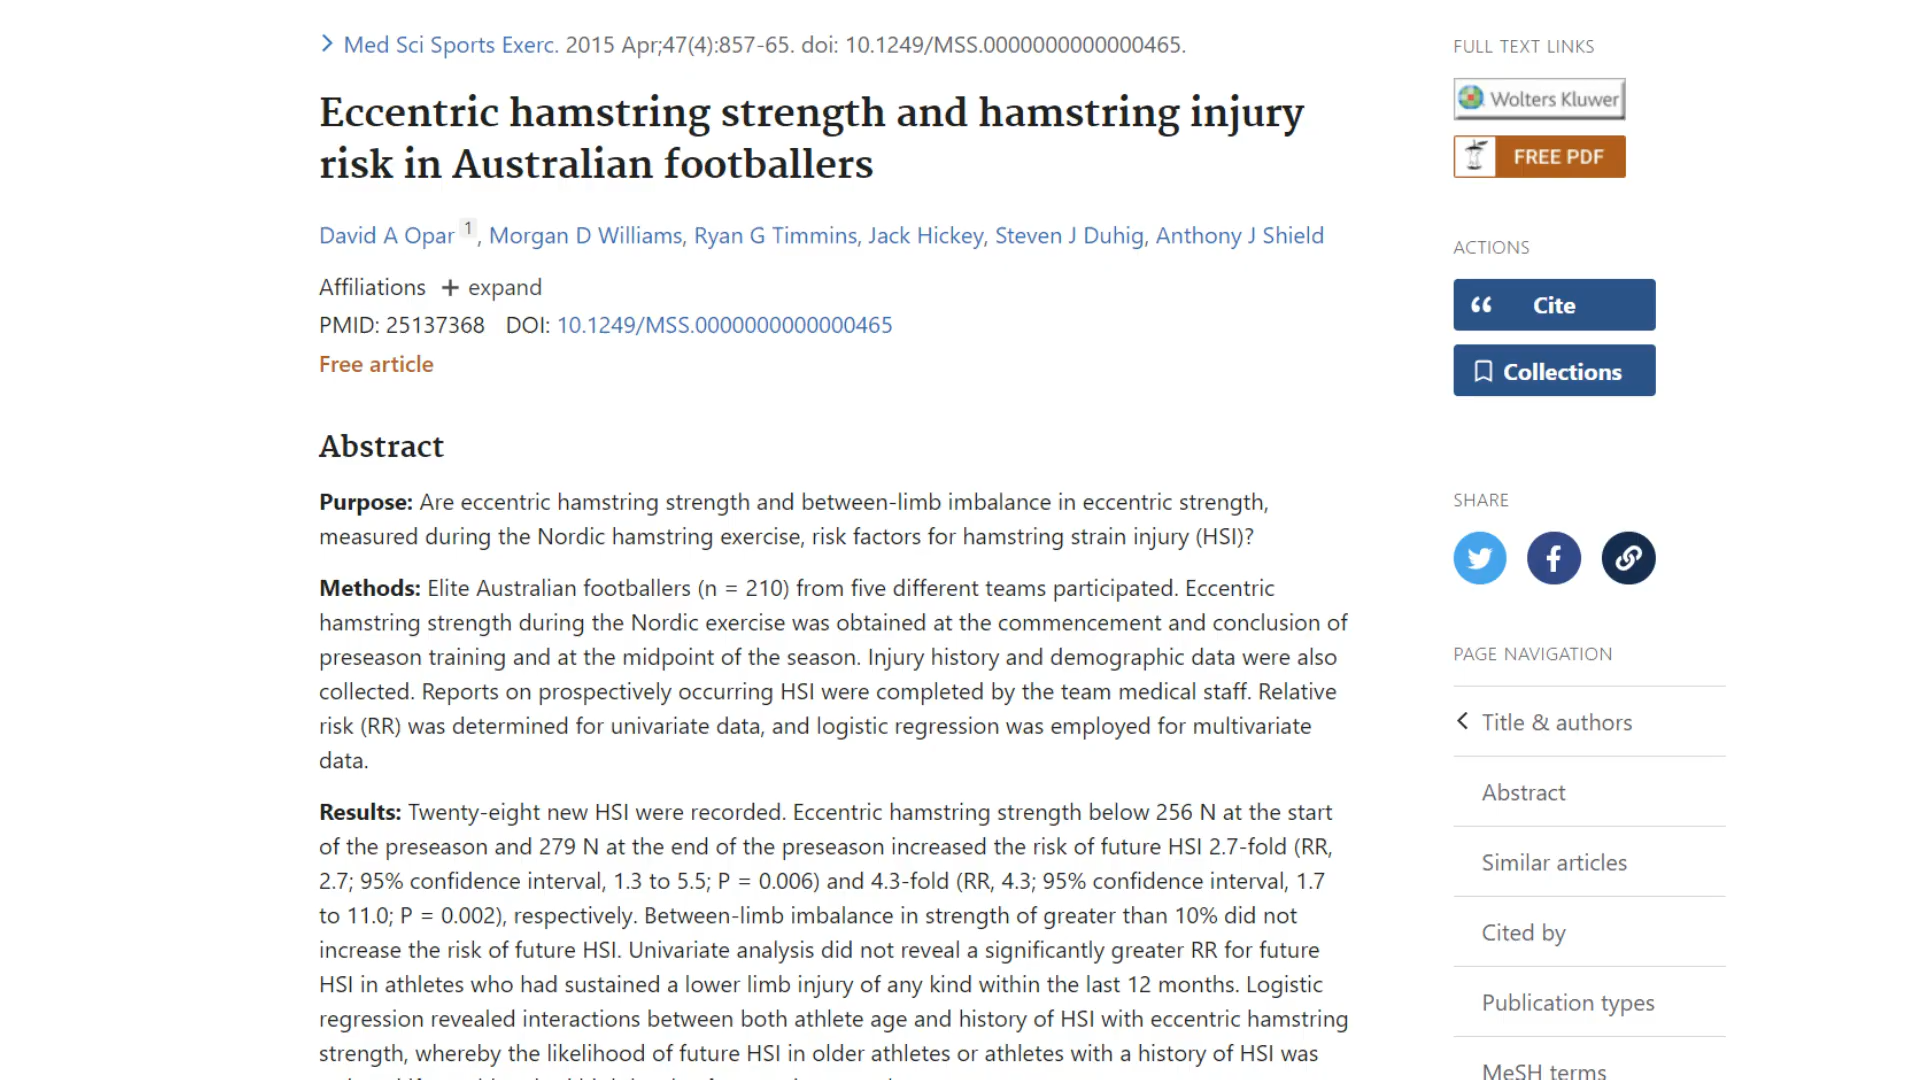 Med Sci Sports Exerc. 2015 Apr;47(4):857-65. doi: 10.1249/MSS.0000000000000465.
Eccentric hamstring strength and hamstring injury
risk in Australian footballers
David A Opar 1, Morgan D Williams, Ryan G Timmins, Jack Hickey, Steven J Duhig, Anthony J Shield
Affiliations + expand
PMID: 25137368 DOI: 10.1249/MSS.0000000000000465
Free article
Abstract
Purpose: Are eccentric hamstring strength and between-limb imbalance in eccentric strength,
measured during the Nordic hamstring exercise, risk factors for hamstring strain injury (HSI)?
Methods: Elite Australian footballers (n = 210) from five different teams participated. Eccentric
hamstring strength during the Nordic exercise was obtained at the commencement and conclusion of
preseason training and at the midpoint of the season. Injury history and demographic data were also
collected. Reports on prospectively occurring HSI were completed by the team medical staff. Relative
risk (RR) was determined for univariate data, and logistic regression was employed for multivariate
data.
Results: Twenty-eight new HSI were recorded. Eccentric hamstring strength below 256 N at the start
of the preseason and 279 N at the end of the preseason increased the risk of future HSI 2.7-fold (RR,
2.7; 95% confidence interval, 1.3 to 5.5; P = 0.006) and 4.3-fold (RR, 4.3; 95% confidence interval, 1.7
to 11.0; P = 0.002), respectively. Between-limb imbalance in strength of greater than 10% did not
increase the risk of future HSI. Univariate analysis did not reveal a significantly greater RR for future
HSI in athletes who had sustained a lower limb injury of any kind within the last 12 months. Logistic
regression revealed interactions between both athlete age and history of HSI with eccentric hamstring
strength, whereby the likelihood of future HSI in older athletes or athletes with a history of HSI was
FULL TEXT LINKS
Wolters Kluwer
FREE PDF
ACTIONS
Cite
Collections
SHARE
PAGE NAVIGATION
Title & authors
Abstract
Similar articles
Cited by
Publication types
MeSH terms